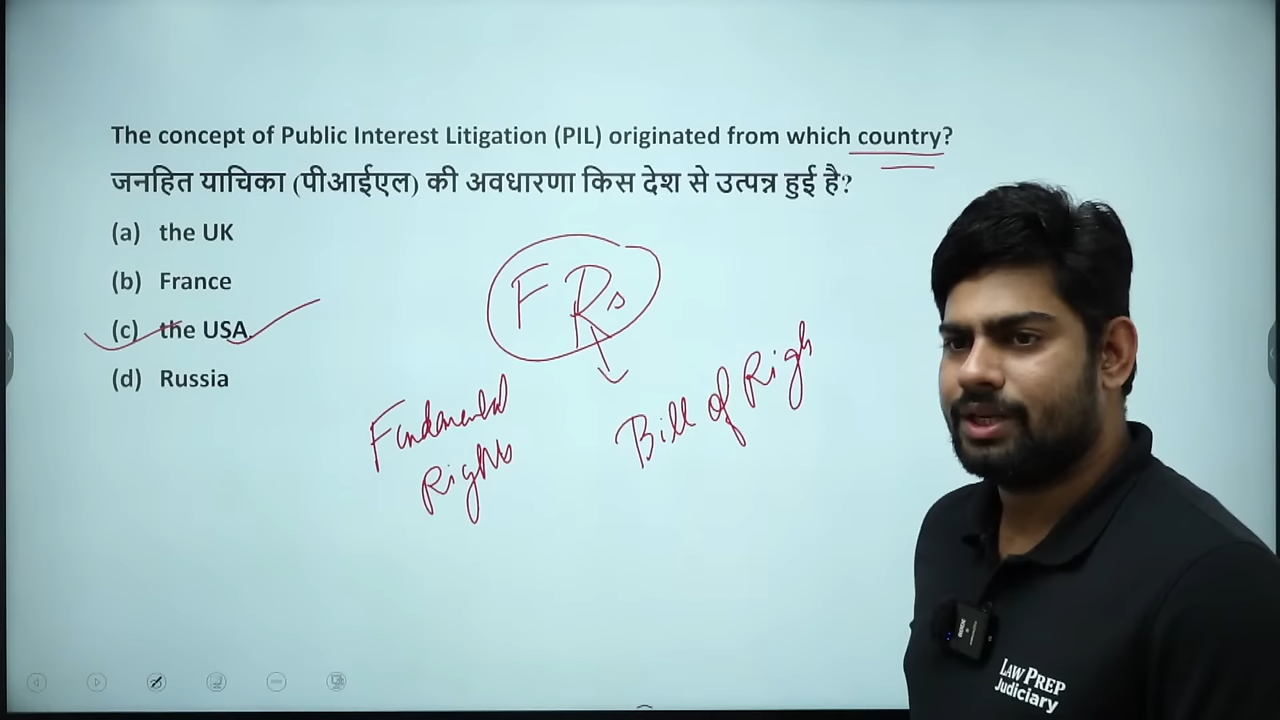 The concept of Public Interest Litigation (PIL) originated from which country?
जनहित याचिका (पीआईएल) की अवधारणा किस देश से उत्पन्न हुई है?
(a) the UK
(b) France
(c) the USA
(d) Russia
FRs
Fundamental
Rights
Bill of Righ
LAW PREP
Judiciary